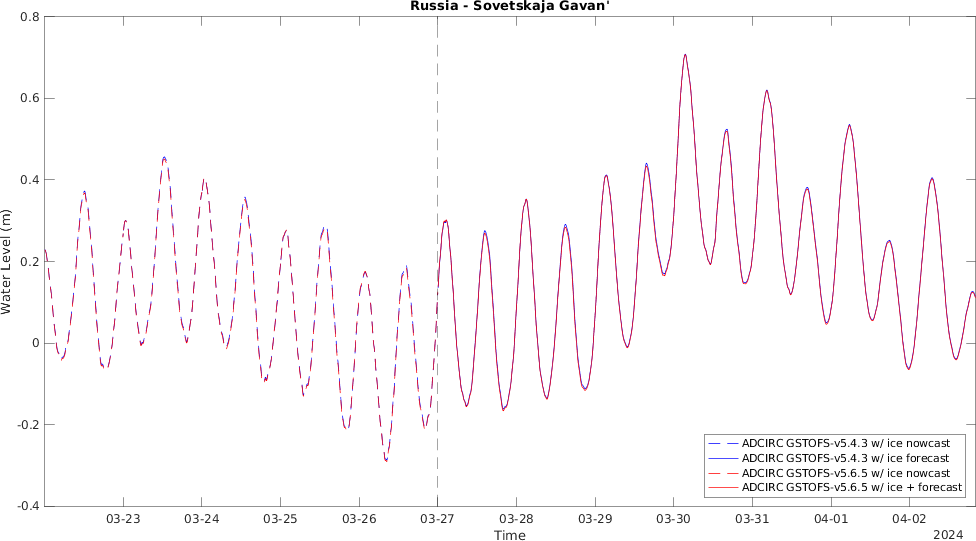 Russia - Sovetskaja Gavan'
Water Level (m)
0.8
0.6
0.4
0.2
0
-0.2
-0.4
ADCIRC GSTOFS-v5.4.3 w/ ice nowcast
ADCIRC GSTOFS-v5.4.3 w/ ice forecast
ADCIRC GSTOFS-v5.6.5 w/ ice nowcast
ADCIRC GSTOFS-v5.6.5 w/ ice + forecast
03-23 03-24 03-25 03-26 03-27 03-28 03-29 03-30 03-31 04-01 04-02
Time
2024